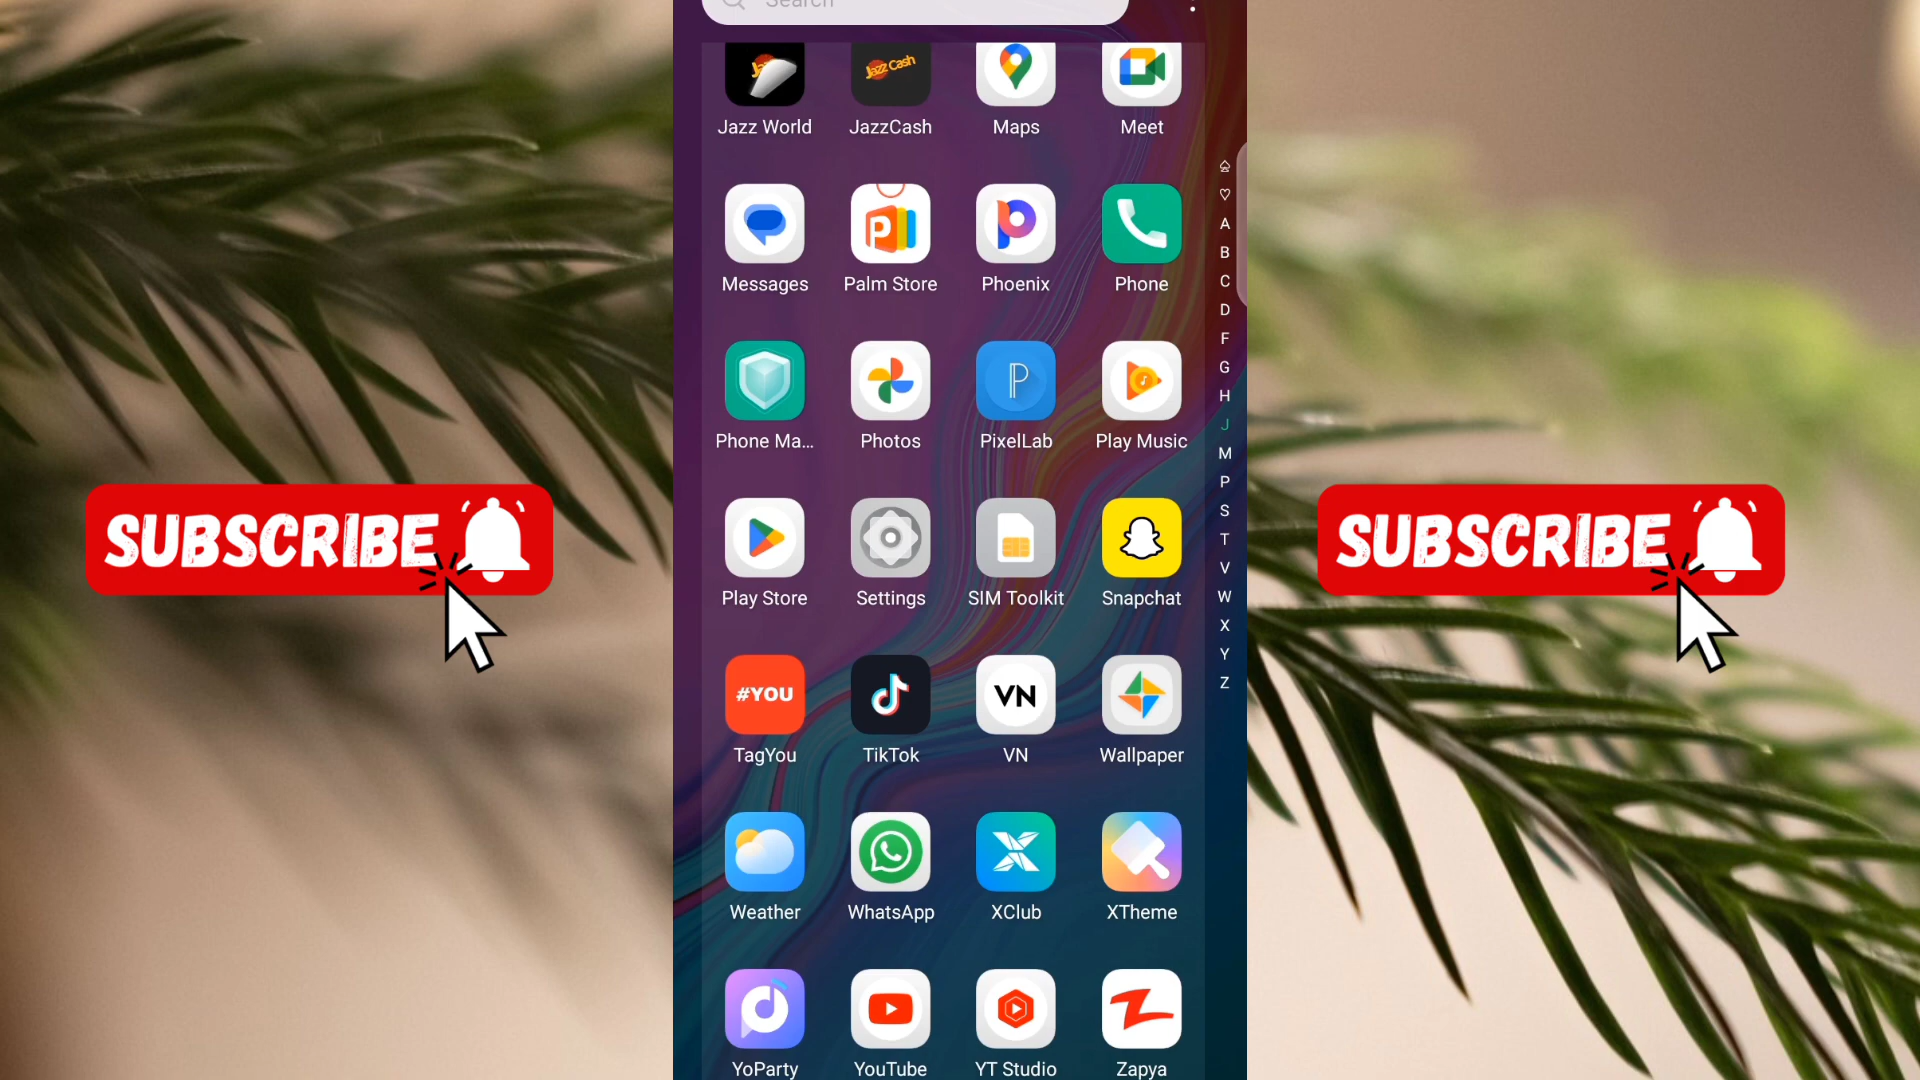 Search
Jazz World JazzCash Maps Meet
Jazz Cash
Messages Palm Store Phoenix Phone
Phone Ma... Photos PixelLab Play Music
Play Store Settings SIM Toolkit Snapchat
#YOU VN
TagYou TikTok VN Wallpaper
Weather WhatsApp XClub XTheme
YoParty YouTube YT Studio Zapya
A
B
C
D
F
G
H
J
M
P
S
T
V
W
X
Y
Z
SUBSCRIBE
SUBSCRIBE